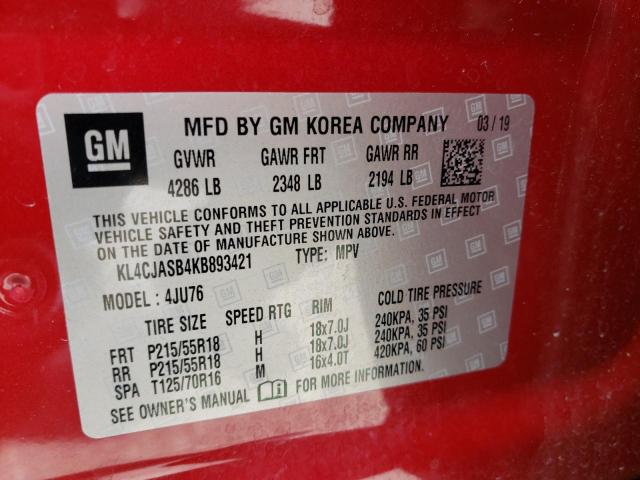 GM
MFD BY GM KOREA COMPANY 03/19
GVWR GAWR FRT GAWR RR
4286 LB 2348 LB 2194 LB
THIS VEHICLE CONFORMS TO ALL APPLICABLE U.S. FEDERAL MOTOR
VEHICLE SAFETY AND THEFT PREVENTION STANDARDS IN EFFECT
ON THE DATE OF MANUFACTURE SHOWN ABOVE.
KL4CJASB4KB893421 TYPE: MPV
MODEL : 4JU76
TIRE SIZE SPEED RTG RIM COLD TIRE PRESSURE
FRT P215/55R18 H 18x7.0J 240KPA, 35 PSI
RR P215/55R18 H 18x7.0J 240KPA, 35 PSI
SPA T125/70R16 M 16x4.0T 420KPA, 60 PSI
SEE OWNER'S MANUAL FOR MORE INFORMATION.